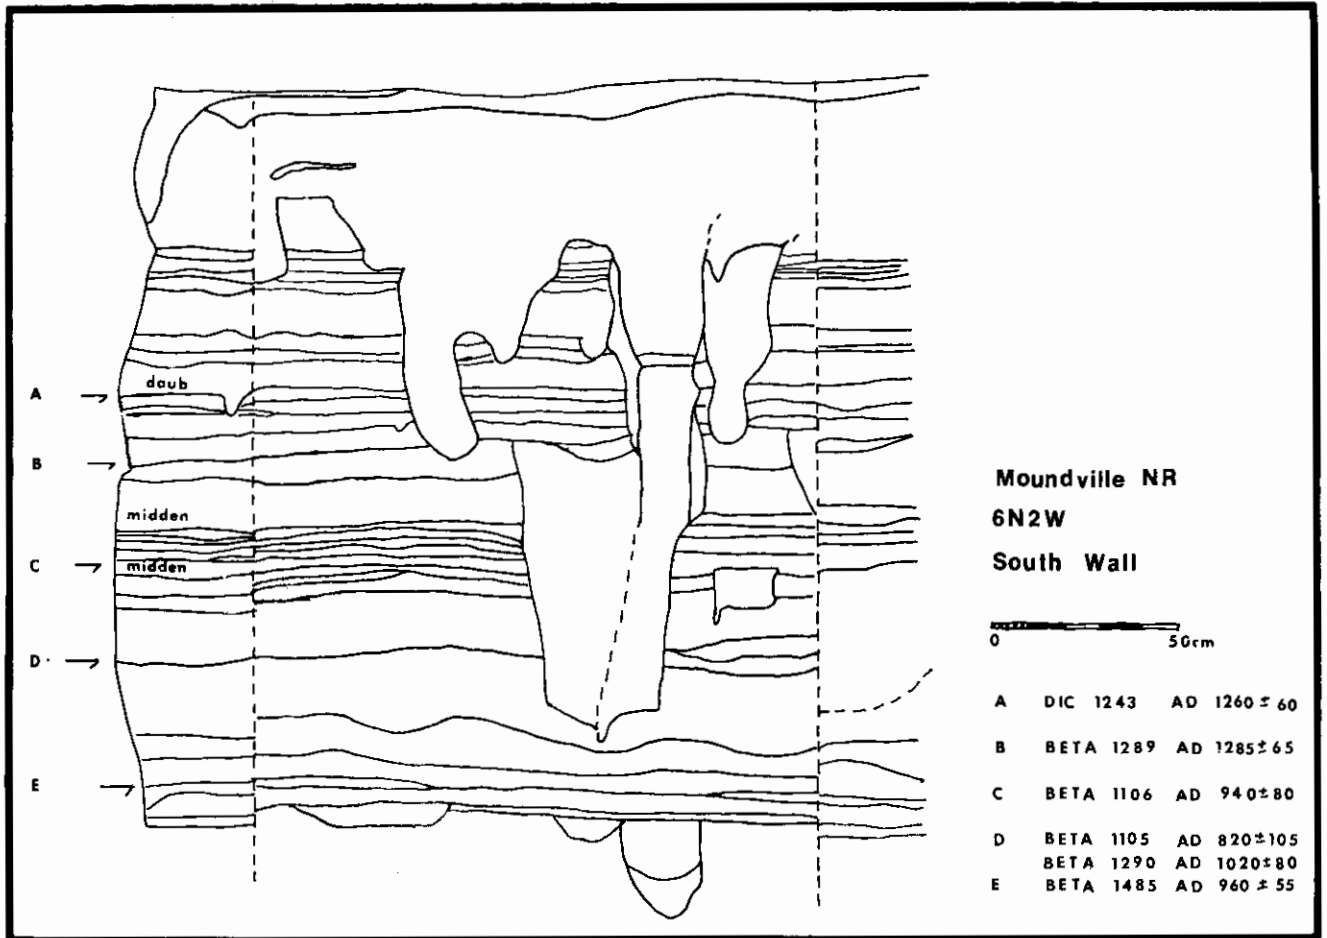 daub
A
B
midden
C
midden
D
E
Moundville NR
6N2W
South Wall
0 50cm
A DIC 1243 AD 1260 ± 60
B BETA 1289 AD 1285±65
C BETA 1106 AD 940±80
D BETA 1105 AD 820±105
BETA 1290 AD 1020±80
E BETA 1485 AD 960 ± 55